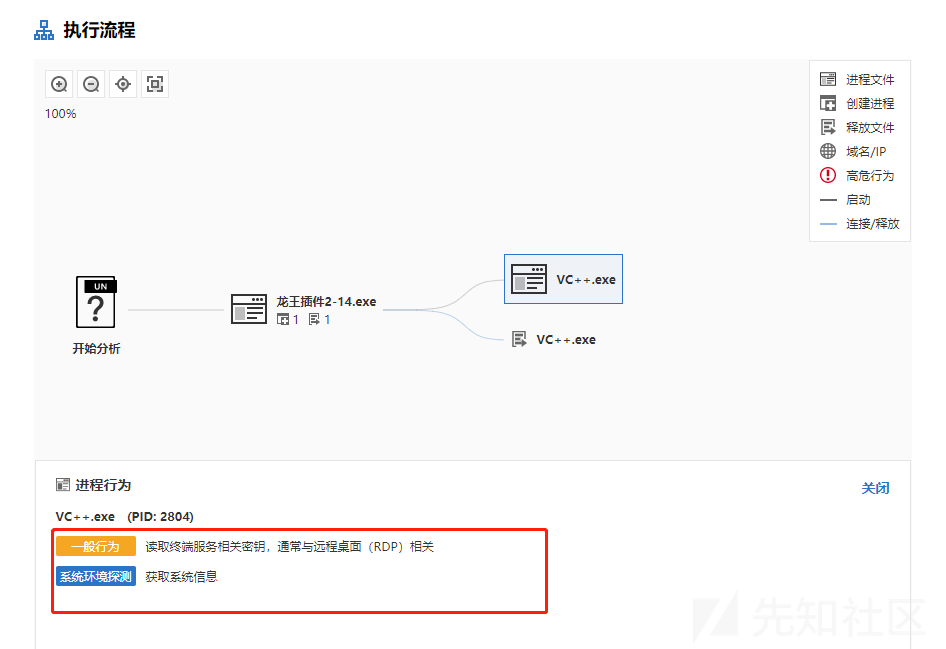 执行流程
100%
进程文件
创建进程
释放文件
域名/IP
高危行为
启动
连接/释放
UN
?
开始分析
龙王插件2-14.exe
1 1
VC++.exe
VC++.exe
进程行为
关闭
VC++.exe (PID: 2804)
一般行为 读取终端服务相关密钥，通常与远程桌面（RDP）相关
系统环境探测 获取系统信息
先知社区